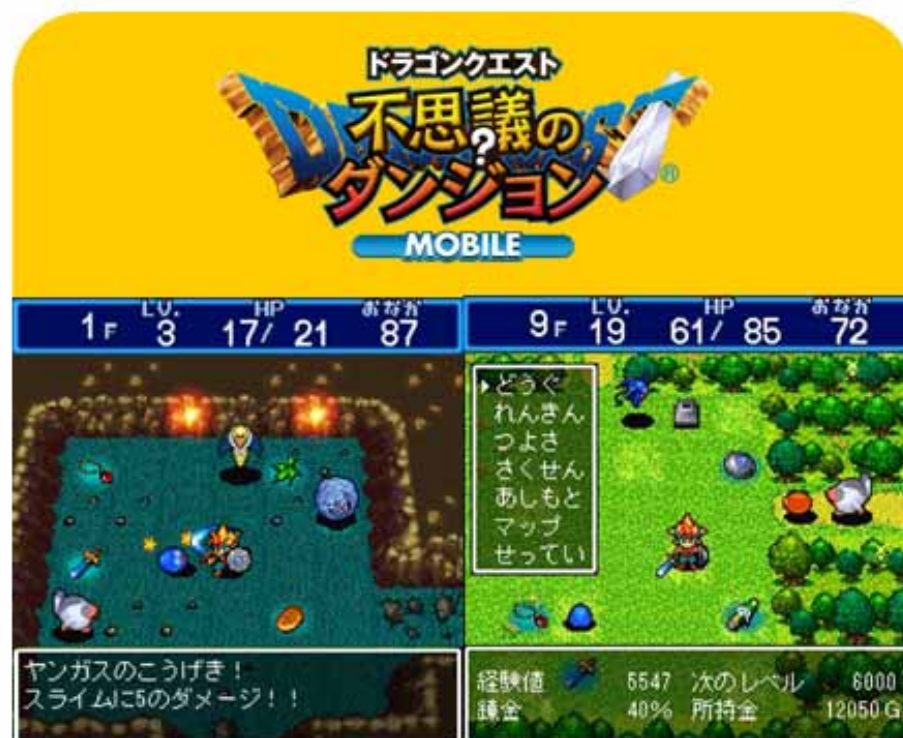 ドラゴンクエスト
不思議の
?
ダンジョン
®
MOBILE
LV. HP おなか
1F 3 17/ 21 87
LV. HP おなか
9F 19 61/ 85 72
どうぐ
れんきん
つよさ
さくせん
あしもと
マップ
せってい
ヤンガスのこうげき！
スライムに5のダメージ！！
経験値 5547 次のレベル 6000
錬金 40% 所持金 12050G